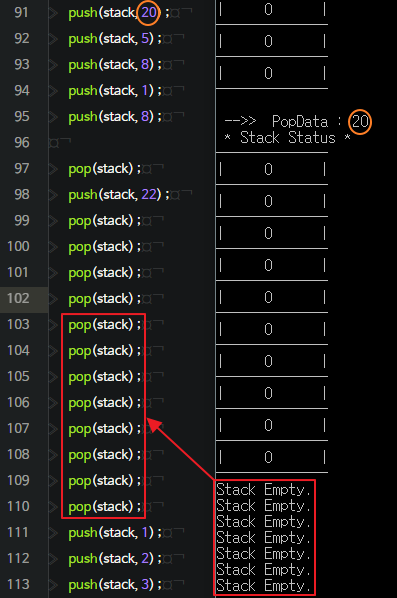 91 push(stack, 20);
92 push(stack, 5);
93 push(stack, 8);
94 push(stack, 1);
95 push(stack, 8);
96
97 pop(stack);
98 push(stack, 22);
99 pop(stack);
100 pop(stack);
101 pop(stack);
102 pop(stack);
103 pop(stack);
104 pop(stack);
105 pop(stack);
106 pop(stack);
107 pop(stack);
108 pop(stack);
109 pop(stack);
110 pop(stack);
111 push(stack, 1);
112 push(stack, 2);
113 push(stack, 3);
| 0 |
| 0 |
| 0 |
-->> PopData : 20
* Stack Status *
| 0 |
| 0 |
| 0 |
| 0 |
| 0 |
| 0 |
| 0 |
| 0 |
| 0 |
| 0 |
Stack Empty.
Stack Empty.
Stack Empty.
Stack Empty.
Stack Empty.
Stack Empty.
Stack Empty.